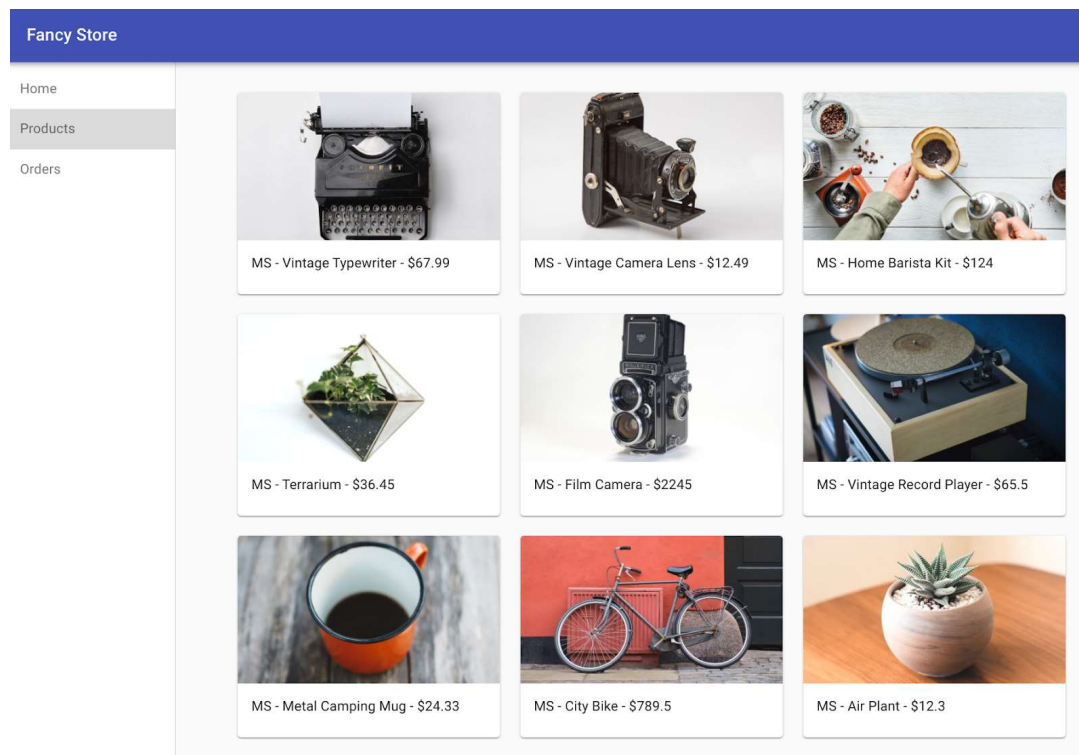 Fancy Store
Home
Products
Orders
MS - Vintage Typewriter - $67.99
MS - Vintage Camera Lens - $12.49
MS - Home Barista Kit - $124
MS - Terrarium - $36.45
MS - Film Camera - $2245
MS - Vintage Record Player - $65.5
MS - Metal Camping Mug - $24.33
MS - City Bike - $789.5
MS - Air Plant - $12.3